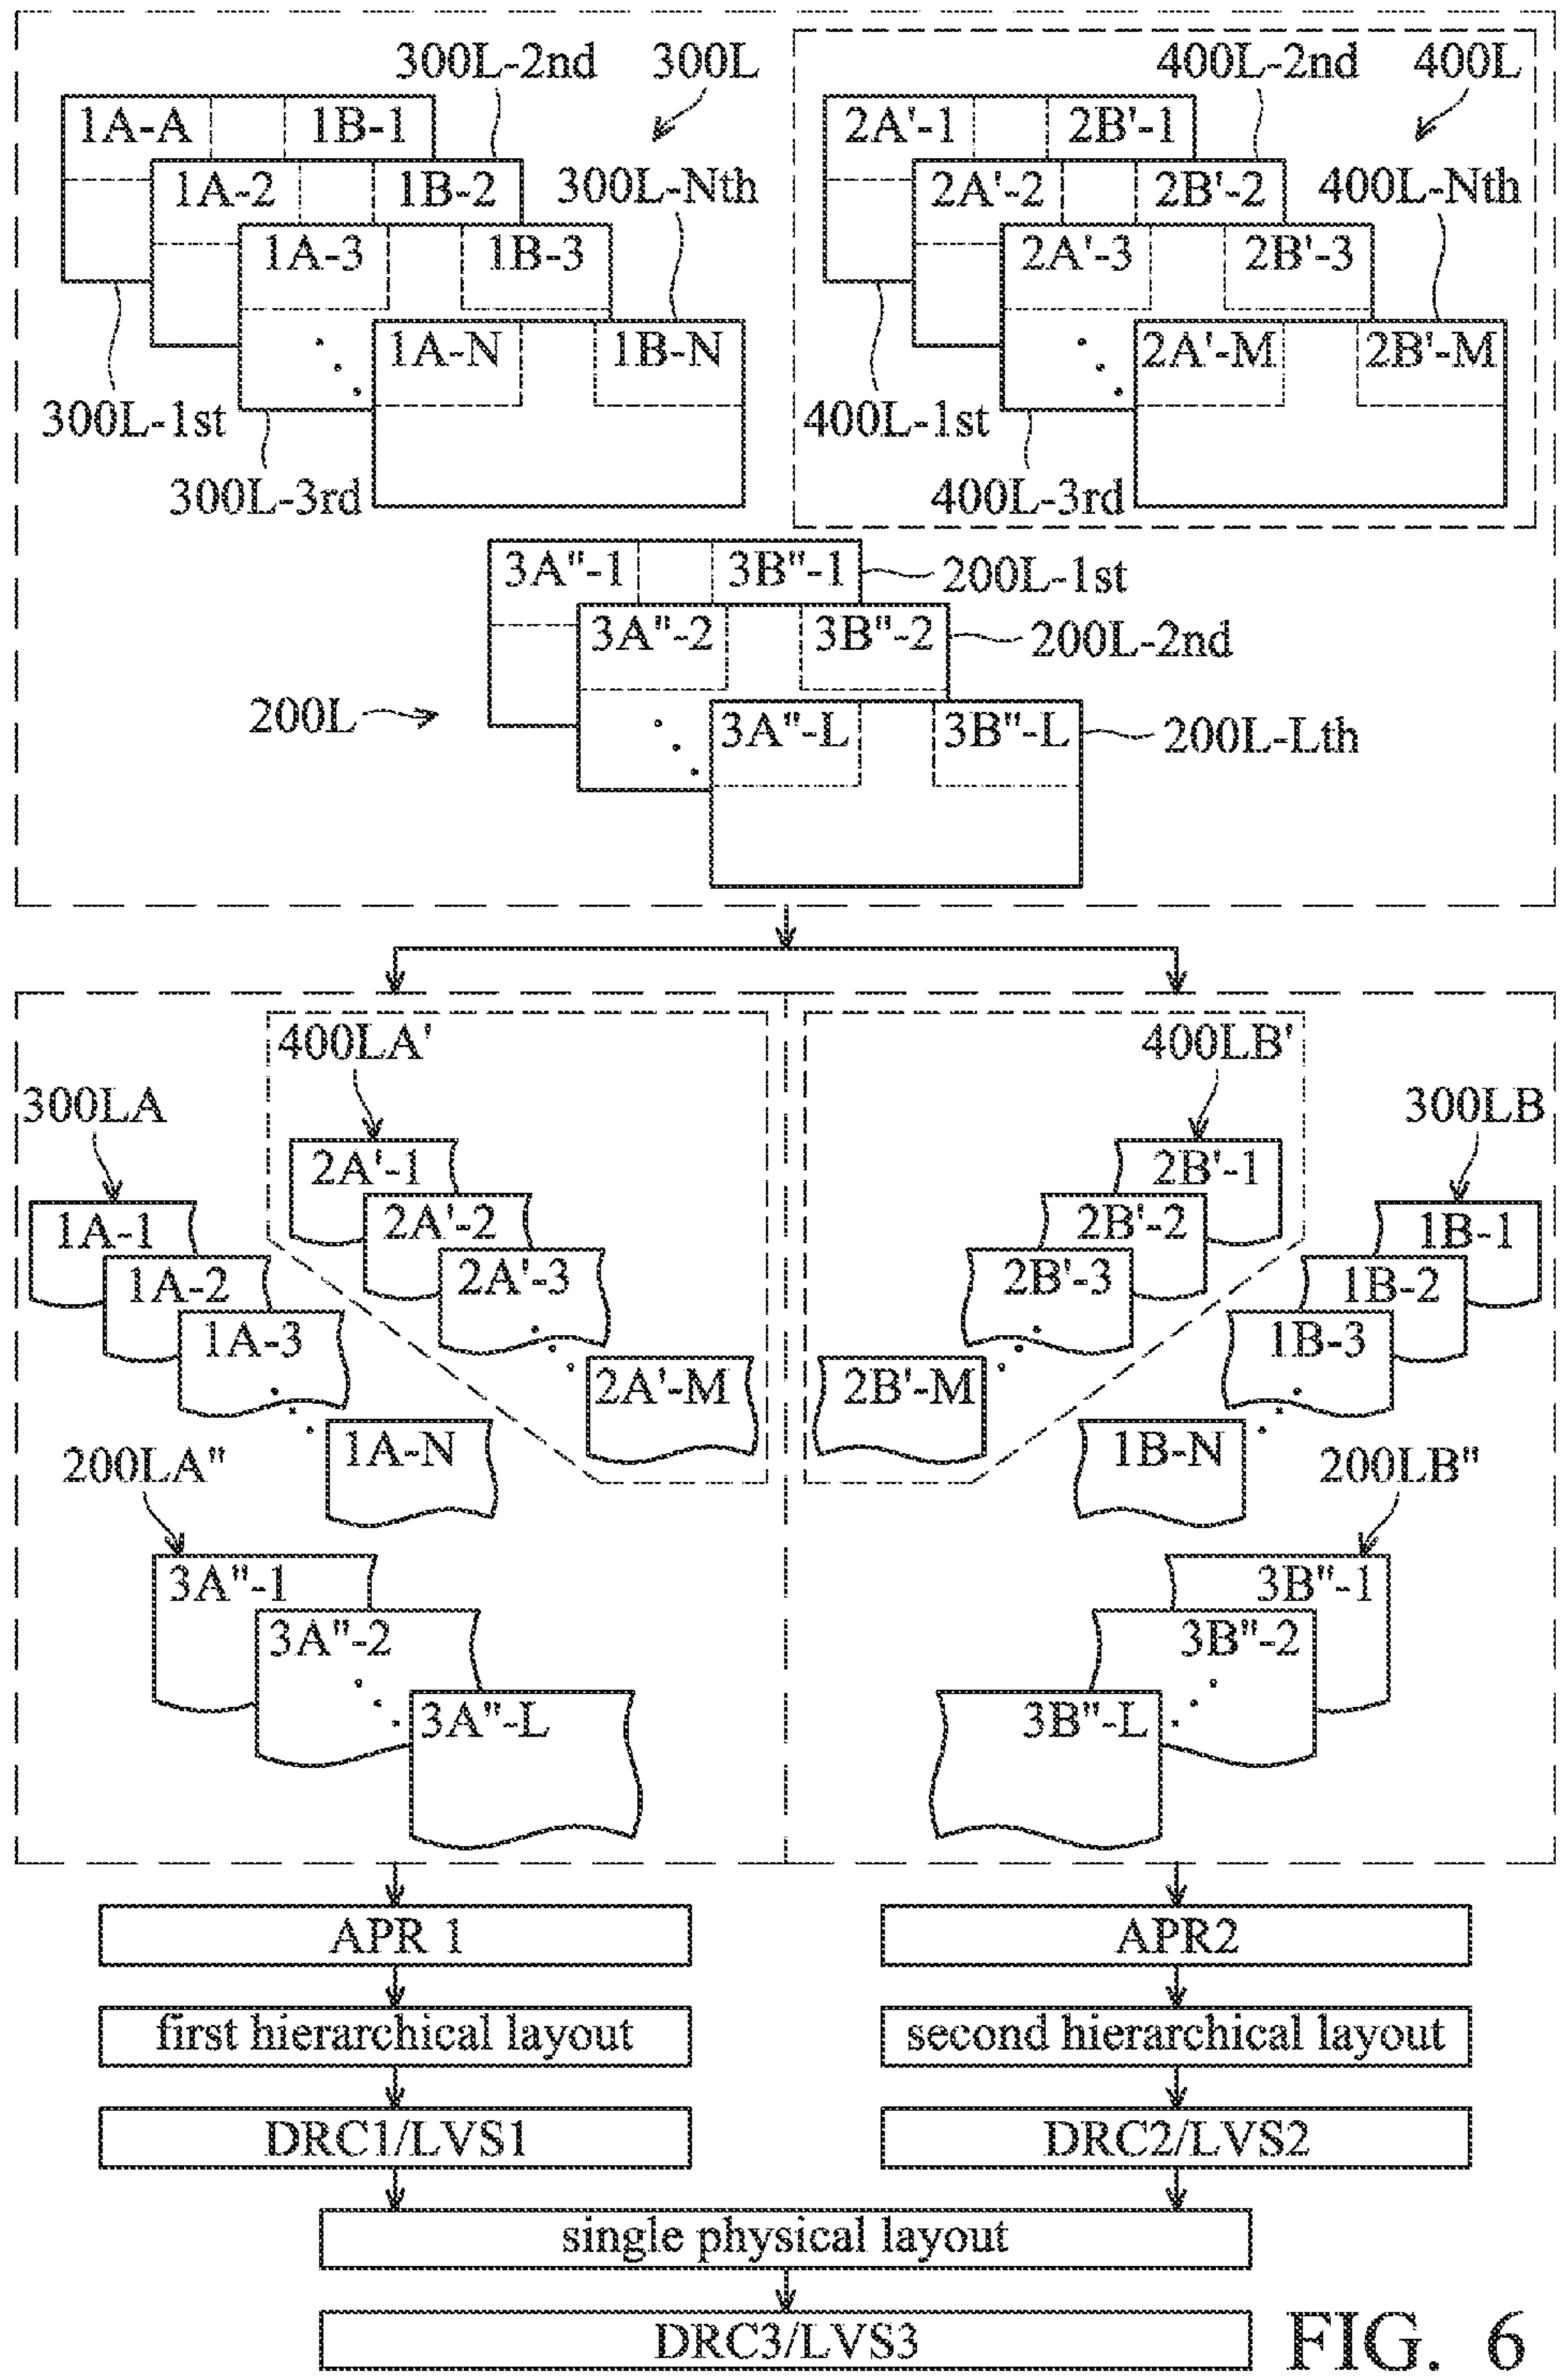 300L-2nd 300L 400L-2nd 400L
1A-A 1B-1 2A'-1 2B'-1
1A-2 1B-2 300L-Nth 2A'-2 2B'-2 400L-Nth
1A-3 1B-3 2A'-3 2B'-3
1A-N 1B-N 2A'-M 2B'-M
300L-1st 400L-1st
300L-3rd 400L-3rd
3A"-1 3B"-1 200L-1st
3A"-2 3B"-2 200L-2nd
200L 3A"-L 3B"-L 200L-Lth
400LA' 400LB'
300LA 300LB
2A'-1 2B'-1
1A-1 2A'-2 2B'-2 1B-1
1A-2 2A'-3 2B'-3 1B-2
1A-3 1B-3
2A'-M 2B'-M
1A-N 1B-N
200LA" 200LB"
3A"-1 3B"-1
3A"-2 3B"-2
3A"-L 3B"-L
APR 1 APR2
first hierarchical layout second hierarchical layout
DRC1/LVS1 DRC2/LVS2
single physical layout
DRC3/LVS3
FIG. 6